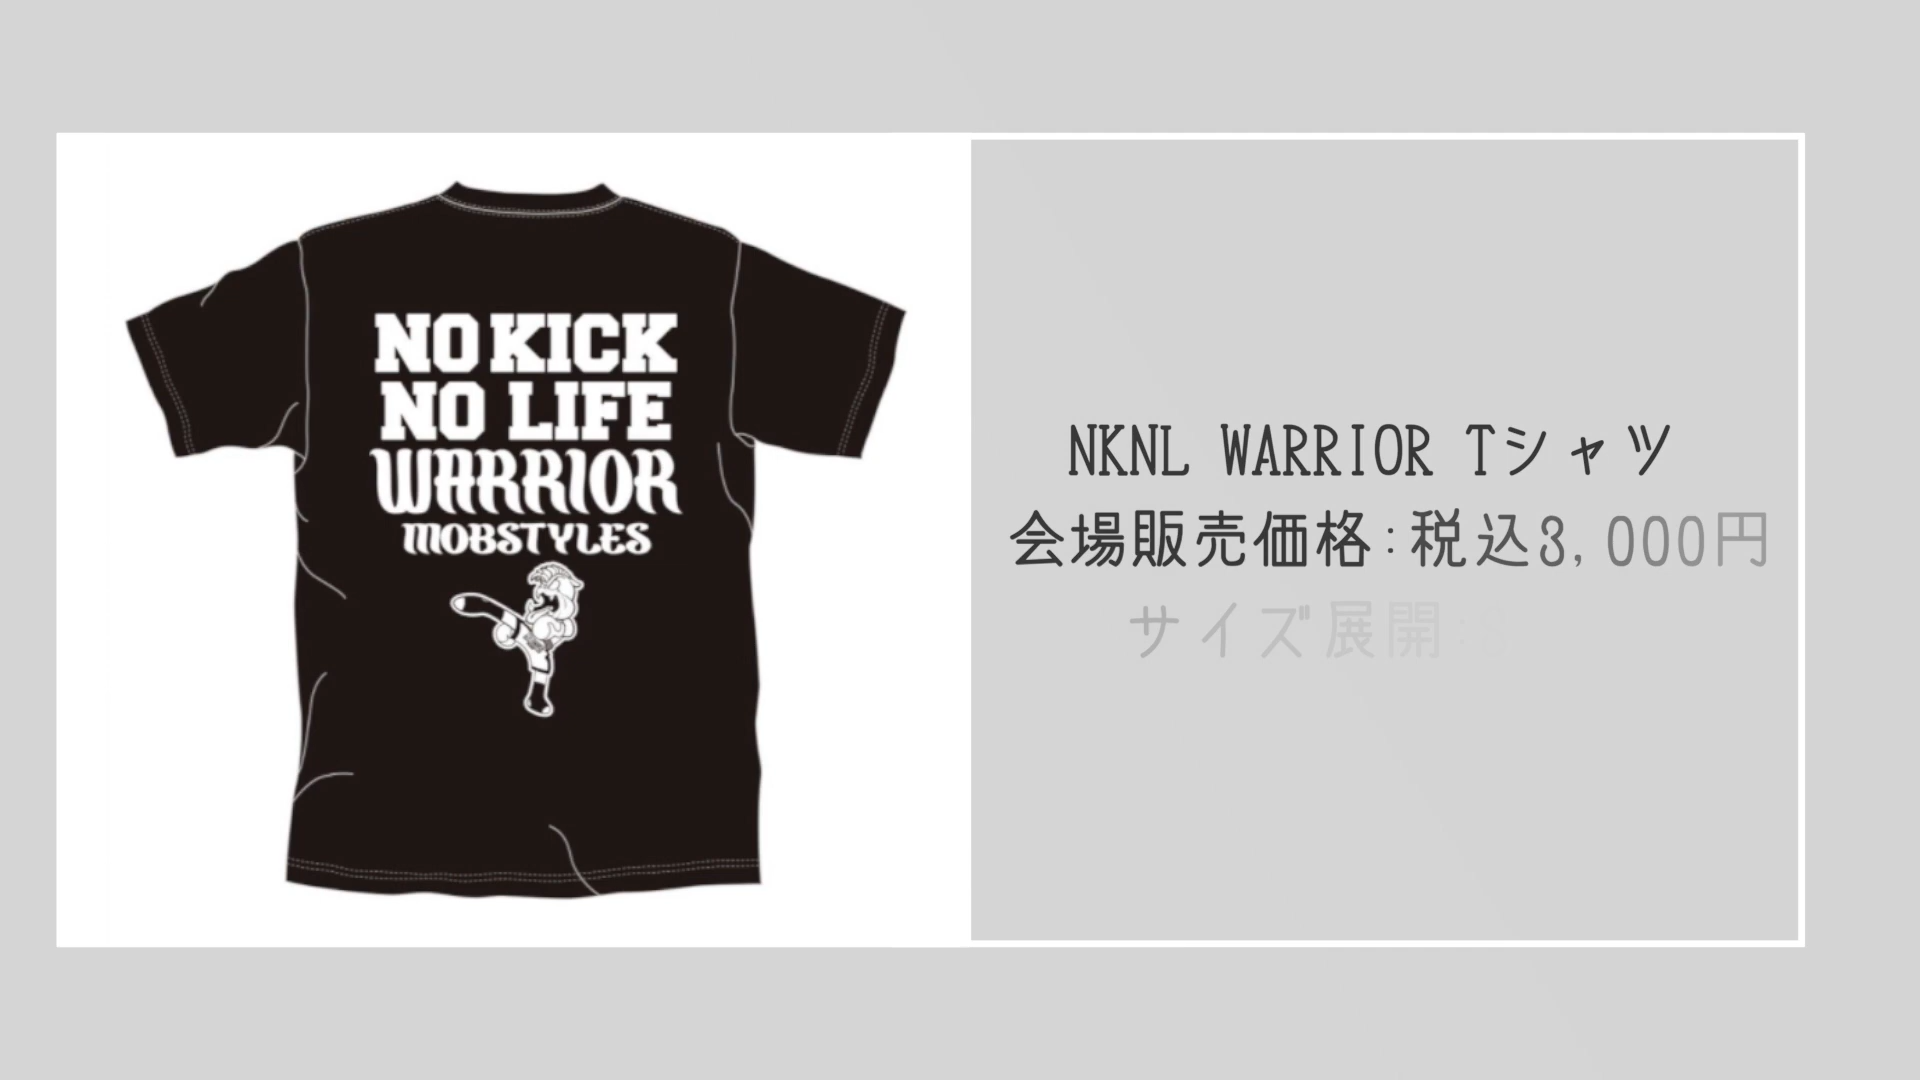 NO KICK
NO LIFE
WARRIOR
MOBSTYLES
NKNL WARRIOR Tシャツ
会場販売価格:税込3,000円
サイズ展開:S